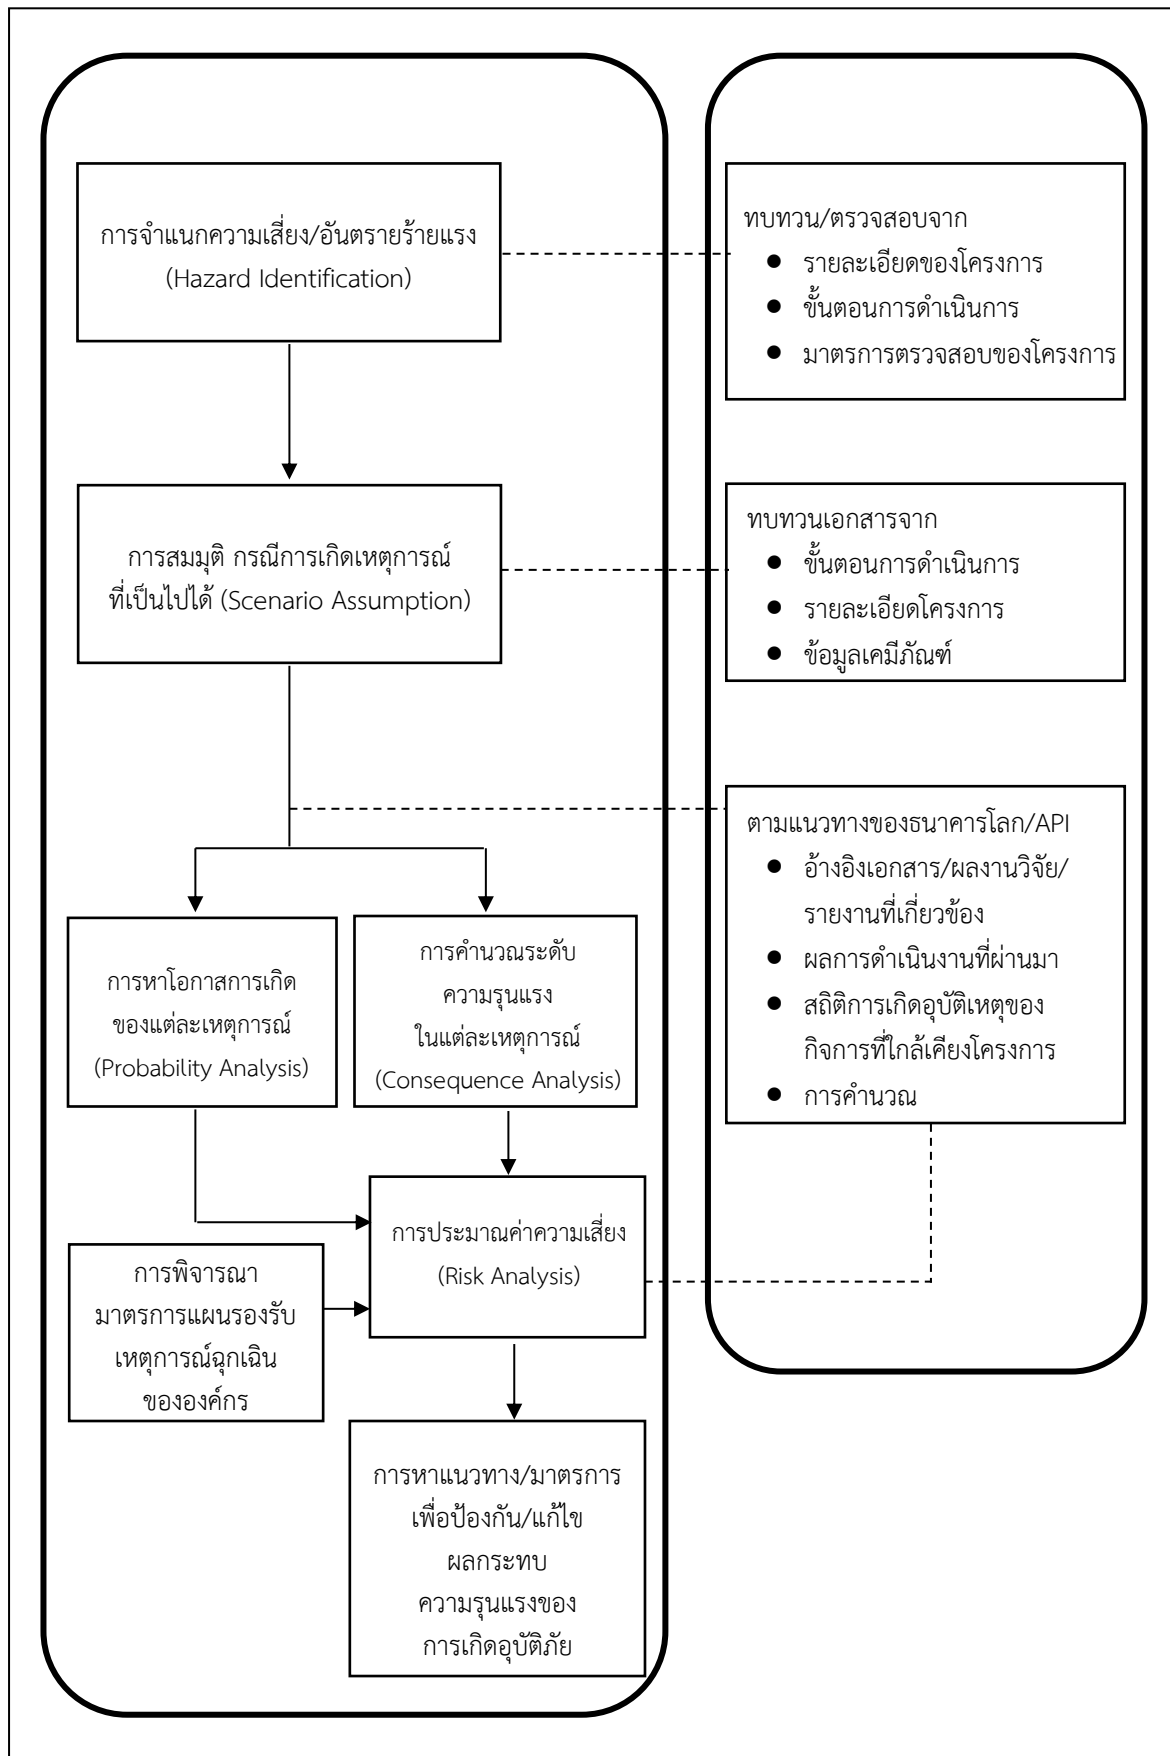 การจำแนกความเสี่ยง/อันตรายร้ายแรง
(Hazard Identification)
ทบทวน/ตรวจสอบจาก
● รายละเอียดของโครงการ
● ขั้นตอนการดำเนินการ
● มาตรการตรวจสอบของโครงการ
การสมมุติ กรณีการเกิดเหตุการณ์
ที่เป็นไปได้ (Scenario Assumption)
ทบทวนเอกสารจาก
● ขั้นตอนการดำเนินการ
● รายละเอียดโครงการ
● ข้อมูลเคมีภัณฑ์
ตามแนวทางของธนาคารโลก/API
● อ้างอิงเอกสาร/ผลงานวิจัย/
รายงานที่เกี่ยวข้อง
● ผลการดำเนินงานที่ผ่านมา
● สถิติการเกิดอุบัติเหตุของ
กิจการที่ใกล้เคียงโครงการ
● การคำนวณ
การหาโอกาสการเกิด
ของแต่ละเหตุการณ์
(Probability Analysis)
การคำนวณระดับ
ความรุนแรง
ในแต่ละเหตุการณ์
(Consequence Analysis)
การประมาณค่าความเสี่ยง
(Risk Analysis)
การพิจารณา
มาตรการแผนรองรับ
เหตุการณ์ฉุกเฉิน
ขององค์กร
การหาแนวทาง/มาตรการ
เพื่อป้องกัน/แก้ไข
ผลกระทบ
ความรุนแรงของ
การเกิดอุบัติภัย